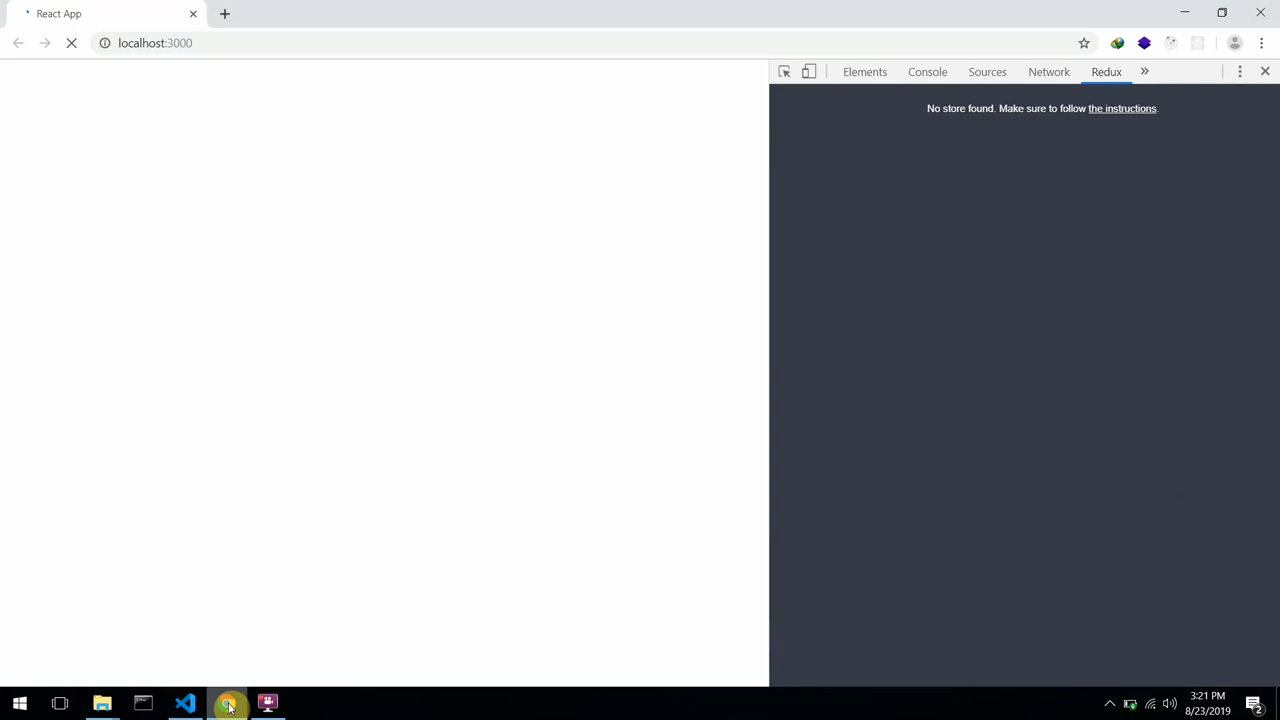 React App
localhost:3000
Elements Console Sources Network Redux »
No store found. Make sure to follow the instructions.
3:21 PM
8/23/2019
2